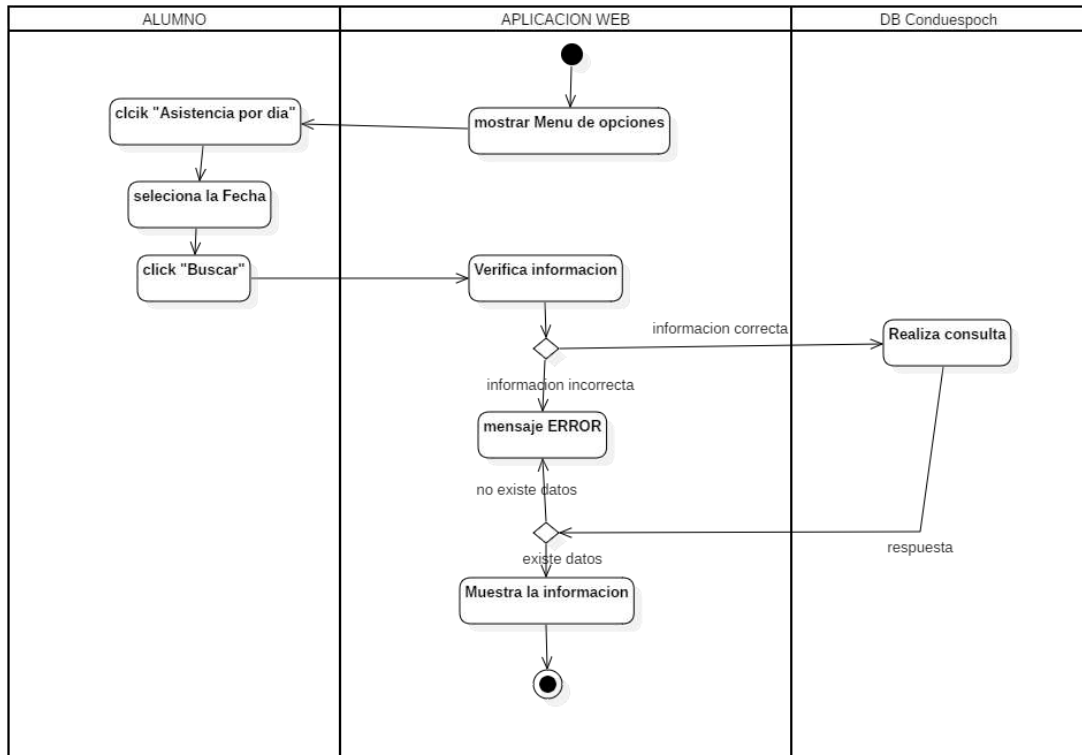 ALUMNO
APLICACION WEB
DB Conduespoch
clcik "Asistencia por dia"
mostrar Menu de opciones
seleciona la Fecha
click "Buscar"
Verifica informacion
informacion correcta
Realiza consulta
informacion incorrecta
mensaje ERROR
no existe datos
respuesta
existe datos
Muestra la informacion